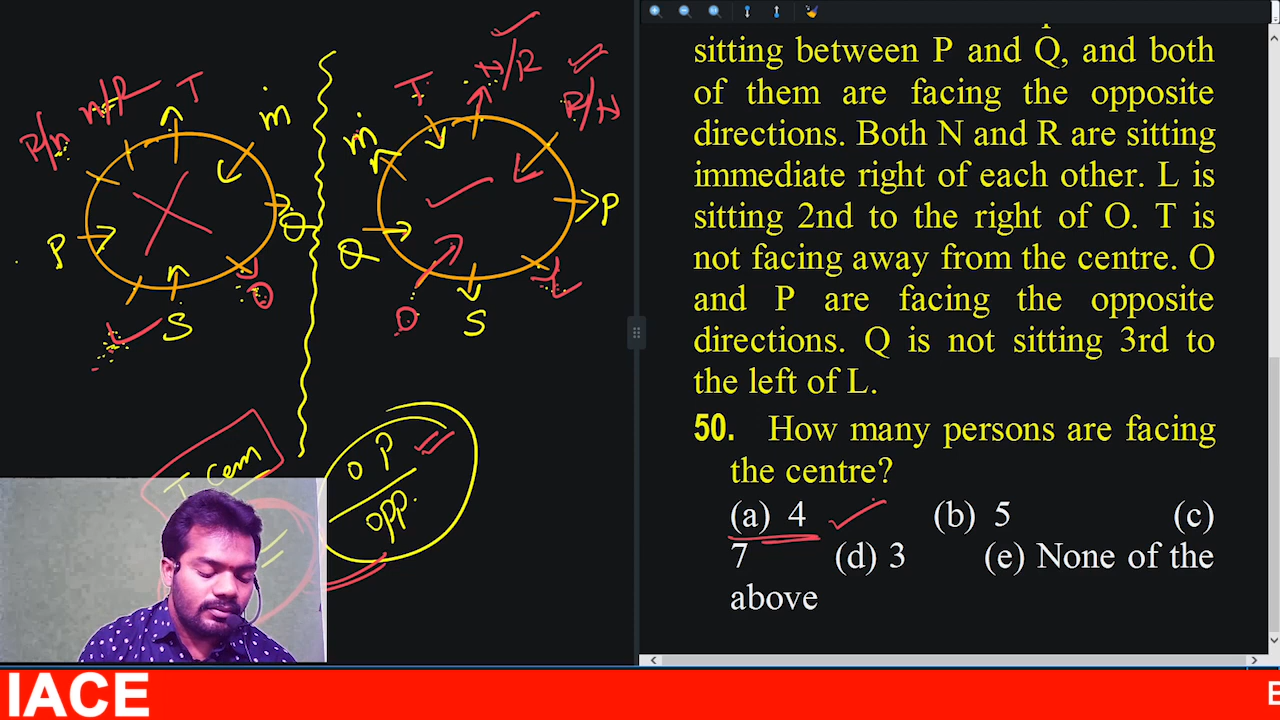 T
N/R
R/N
P
L
S
O
Q
m
R/n
n/R
T
m
Q
O
S
P
T Cem
O P
opp.
sitting between P and Q, and both
of them are facing the opposite
directions. Both N and R are sitting
immediate right of each other. L is
sitting 2nd to the right of O. T is
not facing away from the centre. O
and P are facing the opposite
directions. Q is not sitting 3rd to
the left of L.
50. How many persons are facing
the centre?
(a) 4 (b) 5 (c)
7 (d) 3 (e) None of the
above
IACE